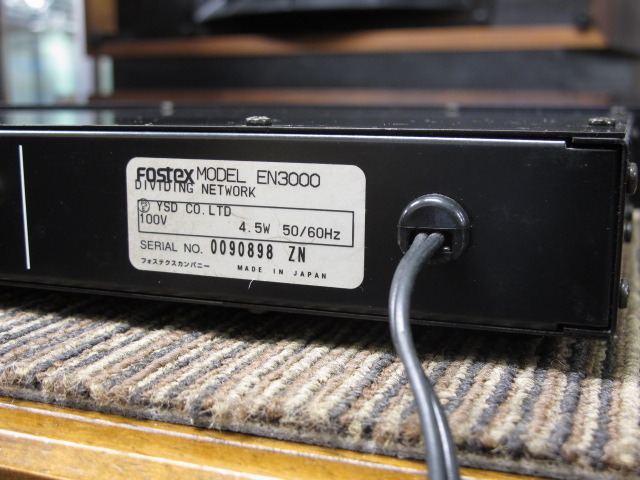 Fostex MODEL EN3000
DIVIDING NETWORK
Ⓟ YSD CO.LTD
100V 4.5W 50/60Hz
SERIAL NO. 0090898 ZN
フォステクスカンパニー MADE IN JAPAN